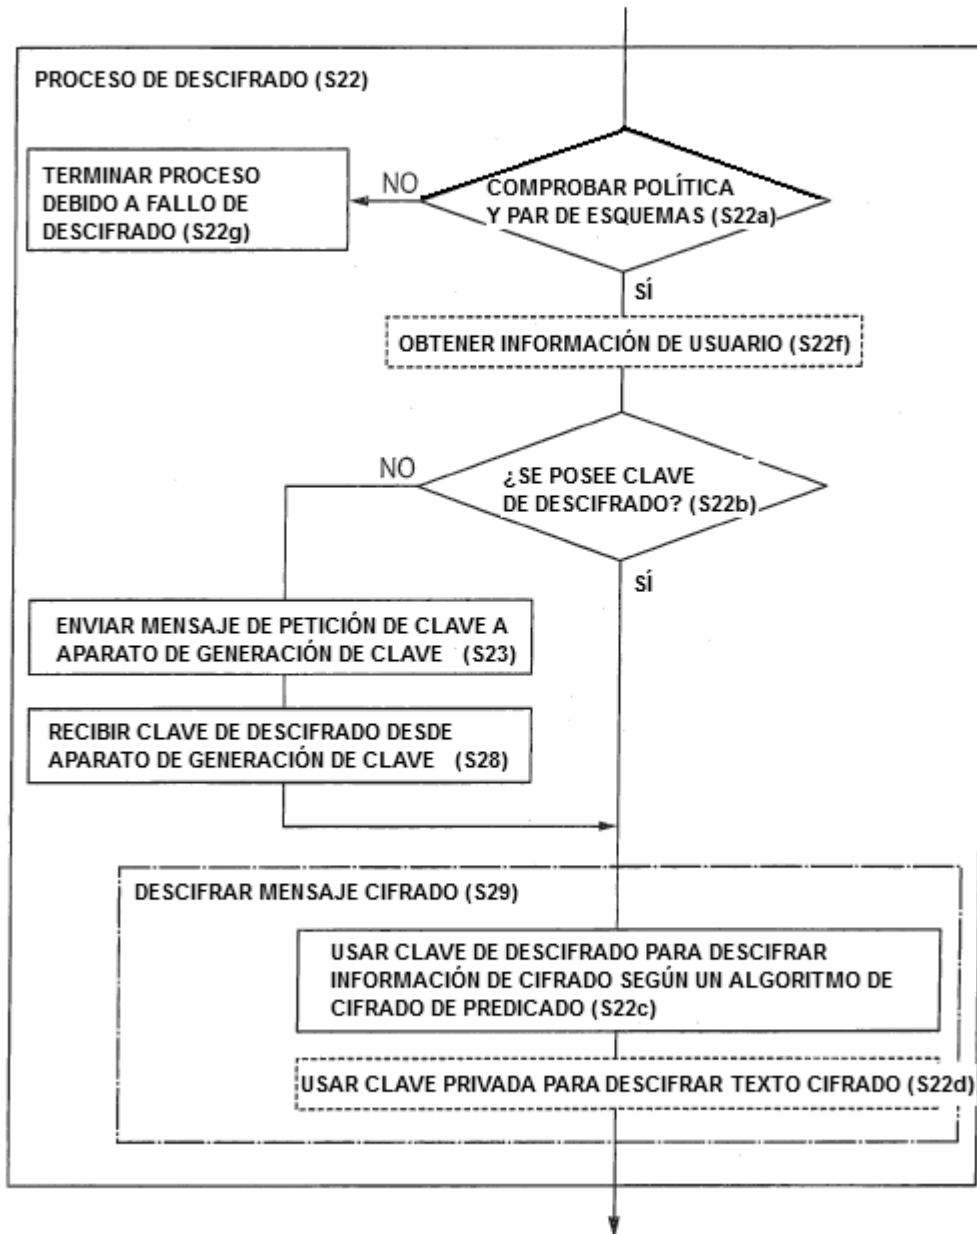 PROCESO DE DESCIFRADO (S22)
COMPROBAR POLÍTICA
Y PAR DE ESQUEMAS (S22a)
NO
TERMINAR PROCESO
DEBIDO A FALLO DE
DESCIFRADO (S22g)
SÍ
OBTENER INFORMACIÓN DE USUARIO (S22f)
¿SE POSEE CLAVE
DE DESCIFRADO? (S22b)
NO
SÍ
ENVIAR MENSAJE DE PETICIÓN DE CLAVE A
APARATO DE GENERACIÓN DE CLAVE (S23)
RECIBIR CLAVE DE DESCIFRADO DESDE
APARATO DE GENERACIÓN DE CLAVE (S28)
DESCIFRAR MENSAJE CIFRADO (S29)
USAR CLAVE DE DESCIFRADO PARA DESCIFRAR
INFORMACIÓN DE CIFRADO SEGÚN UN ALGORITMO DE
CIFRADO DE PREDICADO (S22c)
USAR CLAVE PRIVADA PARA DESCIFRAR TEXTO CIFRADO (S22d)